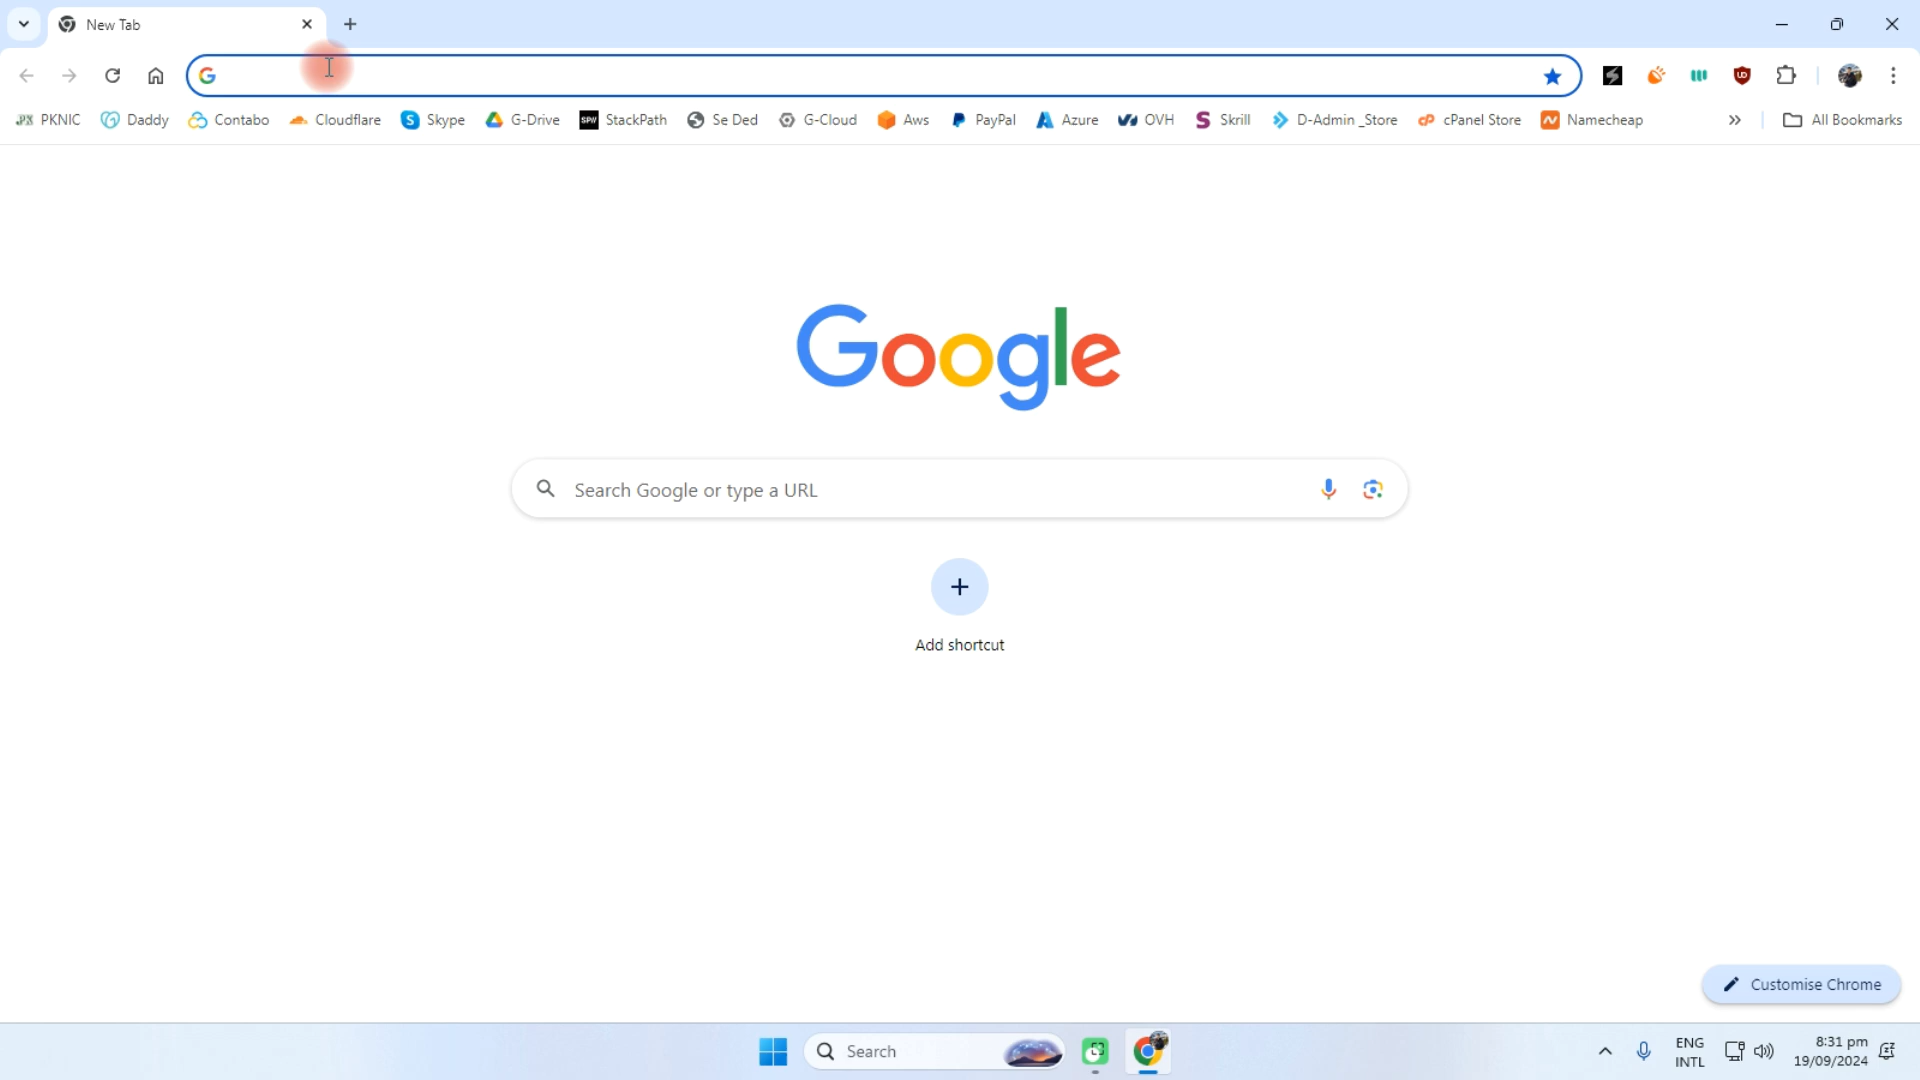 New Tab
PKNIC Daddy Contabo Cloudflare Skype G-Drive StackPath Se Ded G-Cloud Aws PayPal Azure OVH Skrill D-Admin _Store cPanel Store Namecheap » All Bookmarks
Google
Search Google or type a URL
Add shortcut
Customise Chrome
Search
ENG
INTL
8:31 pm
19/09/2024